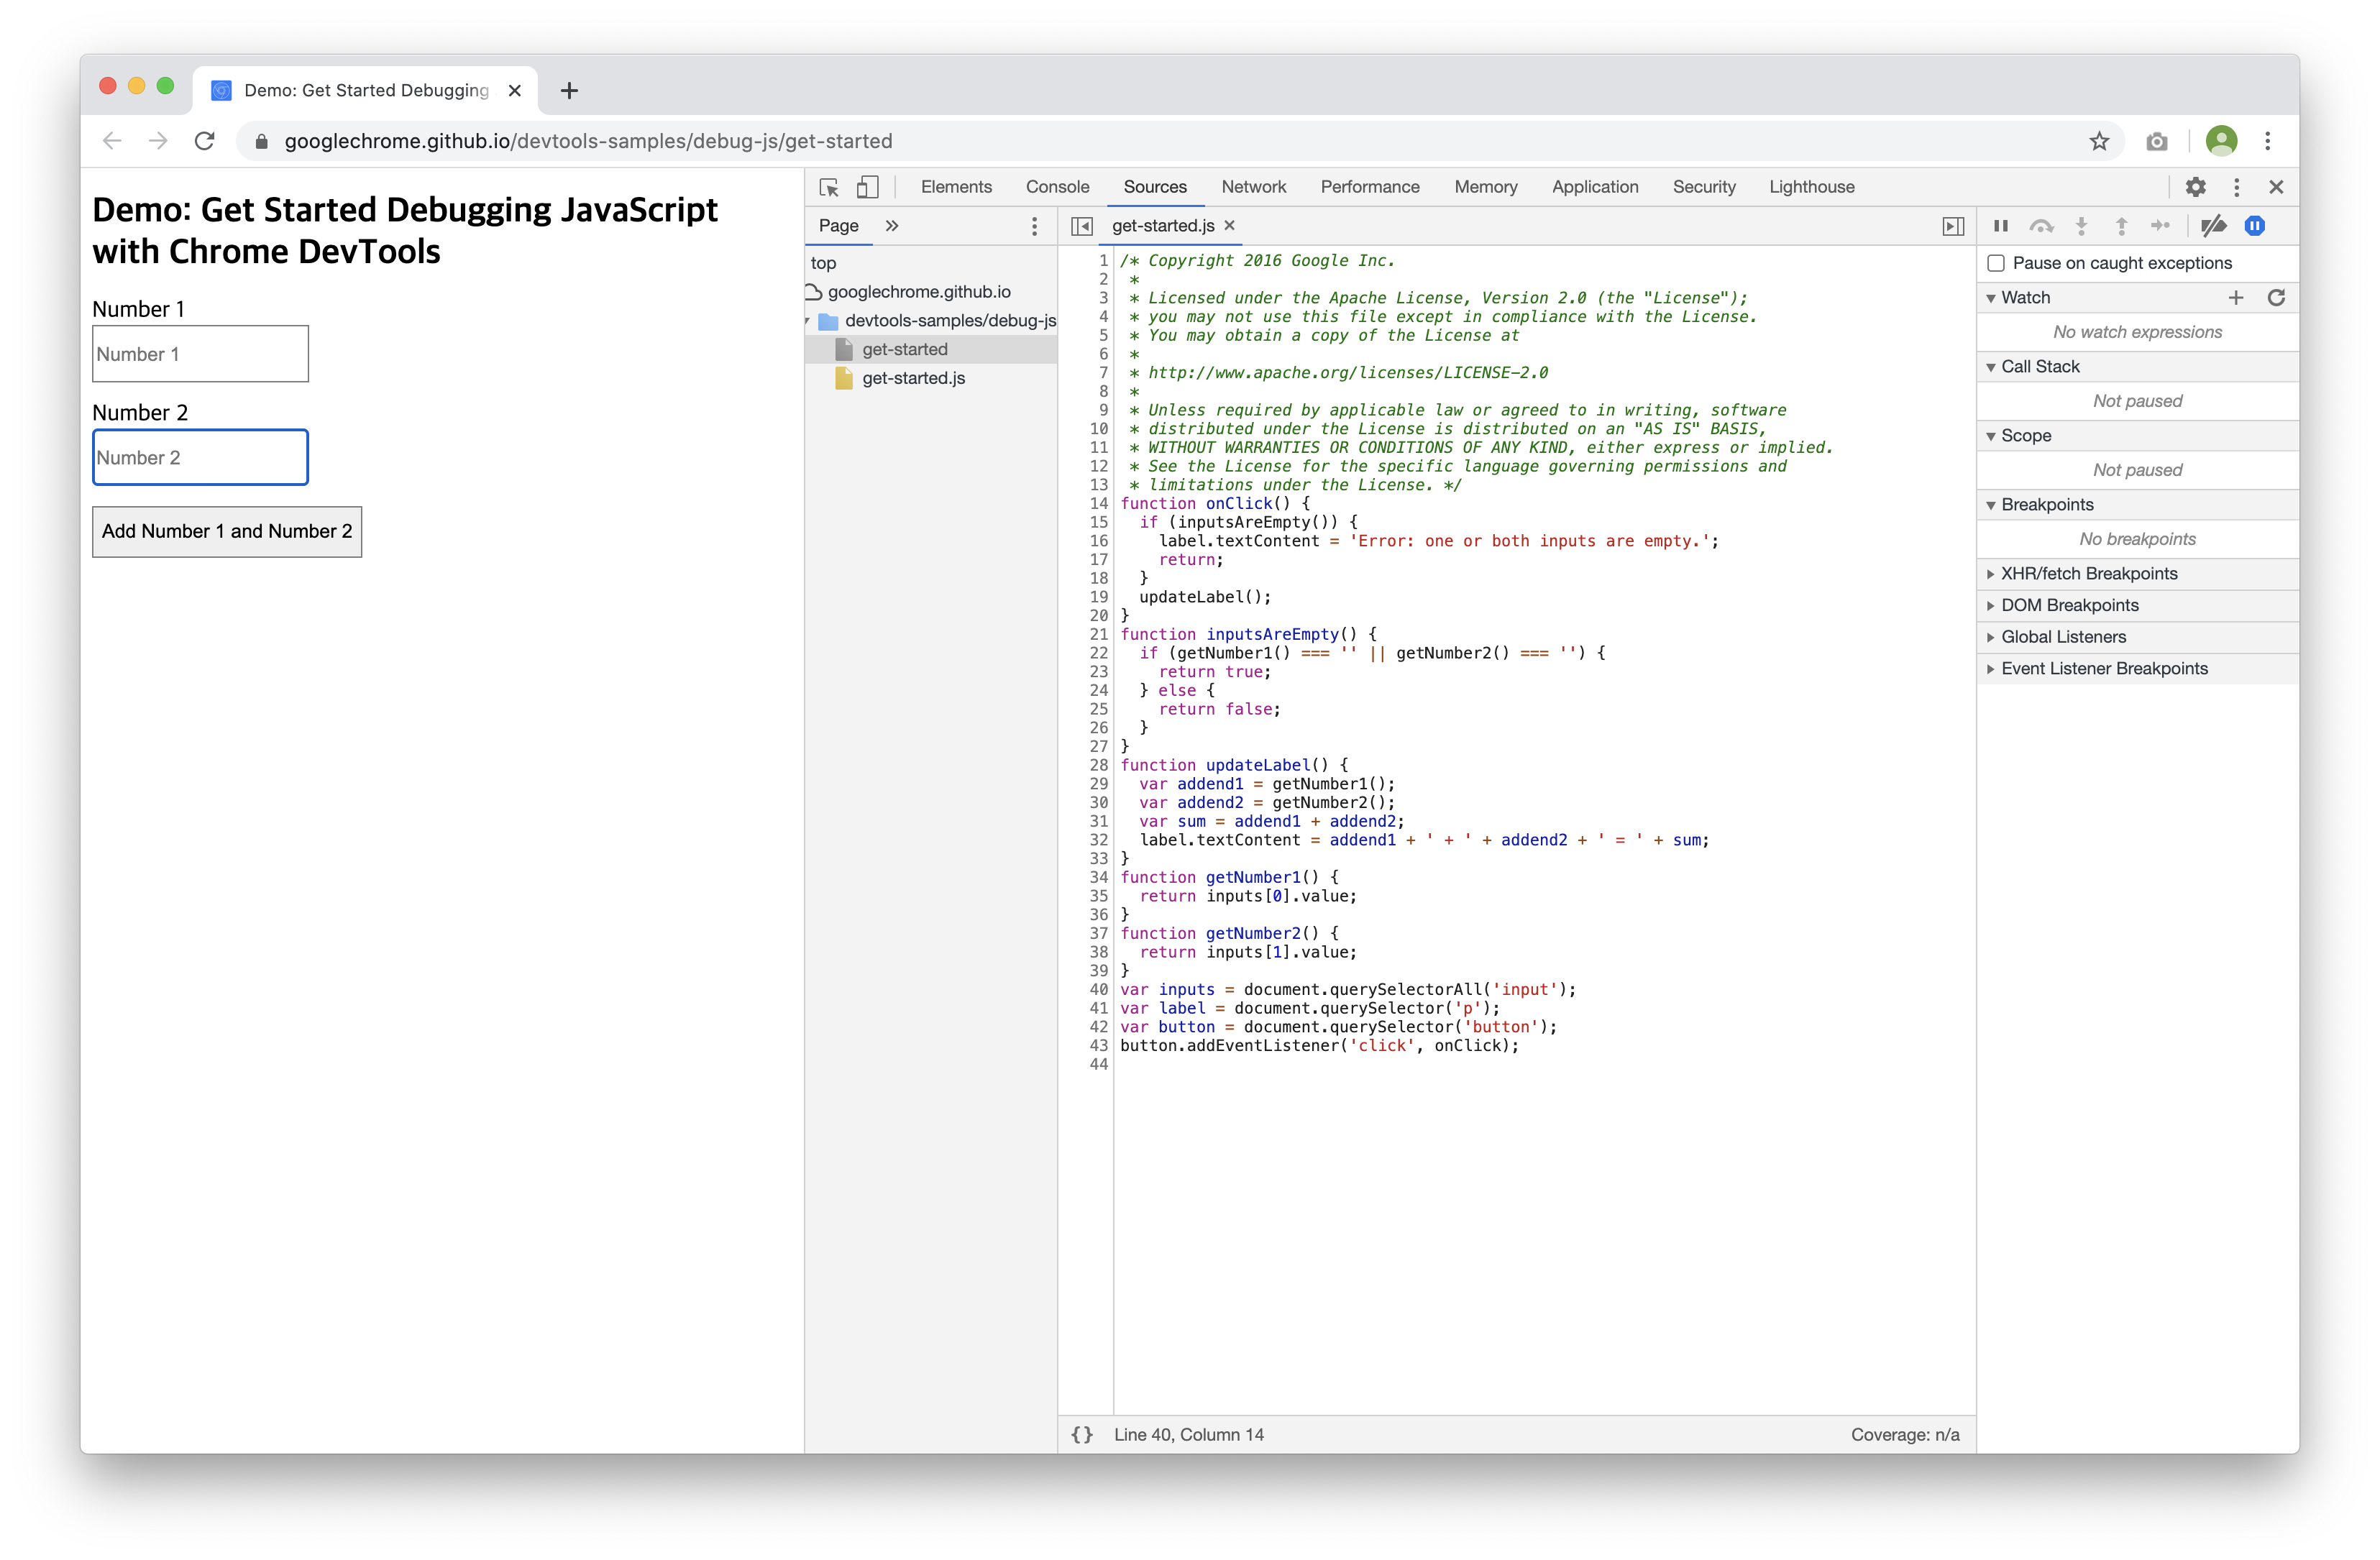 Demo: Get Started Debugging
googlechrome.github.io/devtools-samples/debug-js/get-started
Demo: Get Started Debugging JavaScript
with Chrome DevTools
Number 1
Number 1
Number 2
Number 2
Add Number 1 and Number 2
Elements Console Sources Network Performance Memory Application Security Lighthouse
Page
top
googlechrome.github.io
devtools-samples/debug-js
get-started
get-started.js
get-started.js
1 /* Copyright 2016 Google Inc.
2  *
3  * Licensed under the Apache License, Version 2.0 (the "License");
4  * you may not use this file except in compliance with the License.
5  * You may obtain a copy of the License at
6  *
7  * http://www.apache.org/licenses/LICENSE-2.0
8  *
9  * Unless required by applicable law or agreed to in writing, software
10  * distributed under the License is distributed on an "AS IS" BASIS,
11  * WITHOUT WARRANTIES OR CONDITIONS OF ANY KIND, either express or implied.
12  * See the License for the specific language governing permissions and
13  * limitations under the License. */
14 function onClick() {
15   if (inputsAreEmpty()) {
16     label.textContent = 'Error: one or both inputs are empty.';
17     return;
18   }
19   updateLabel();
20 }
21 function inputsAreEmpty() {
22   if (getNumber1() === '' || getNumber2() === '') {
23     return true;
24   } else {
25     return false;
26   }
27 }
28 function updateLabel() {
29   var addend1 = getNumber1();
30   var addend2 = getNumber2();
31   var sum = addend1 + addend2;
32   label.textContent = addend1 + ' + ' + addend2 + ' = ' + sum;
33 }
34 function getNumber1() {
35   return inputs[0].value;
36 }
37 function getNumber2() {
38   return inputs[1].value;
39 }
40 var inputs = document.querySelectorAll('input');
41 var label = document.querySelector('p');
42 var button = document.querySelector('button');
43 button.addEventListener('click', onClick);
44
{} Line 40, Column 14
Coverage: n/a
Pause on caught exceptions
Watch
No watch expressions
Call Stack
Not paused
Scope
Not paused
Breakpoints
No breakpoints
XHR/fetch Breakpoints
DOM Breakpoints
Global Listeners
Event Listener Breakpoints